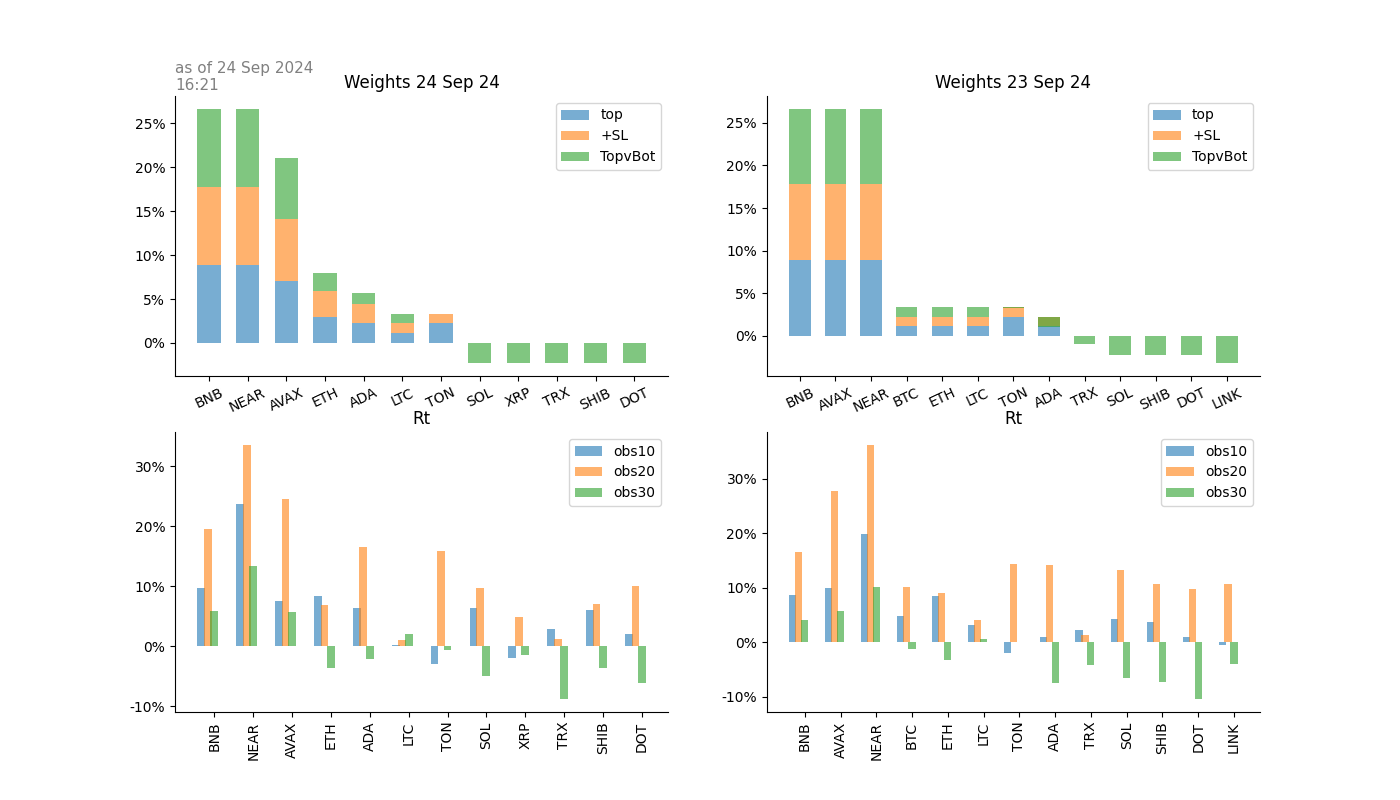 as of 24 Sep 2024
16:21
Weights 24 Sep 24
25%
20%
15%
10%
5%
0%
top
+SL
TopvBot
BNB NEAR AVAX ETH ADA LTC TON SOL XRP TRX SHIB DOT
Weights 23 Sep 24
25%
20%
15%
10%
5%
0%
top
+SL
TopvBot
BNB AVAX NEAR BTC ETH LTC TON ADA TRX SOL SHIB DOT LINK
Rt
30%
20%
10%
0%
-10%
obs10
obs20
obs30
BNB NEAR AVAX ETH ADA LTC TON SOL XRP TRX SHIB DOT
Rt
30%
20%
10%
0%
-10%
obs10
obs20
obs30
BNB AVAX NEAR BTC ETH LTC TON ADA TRX SOL SHIB DOT LINK